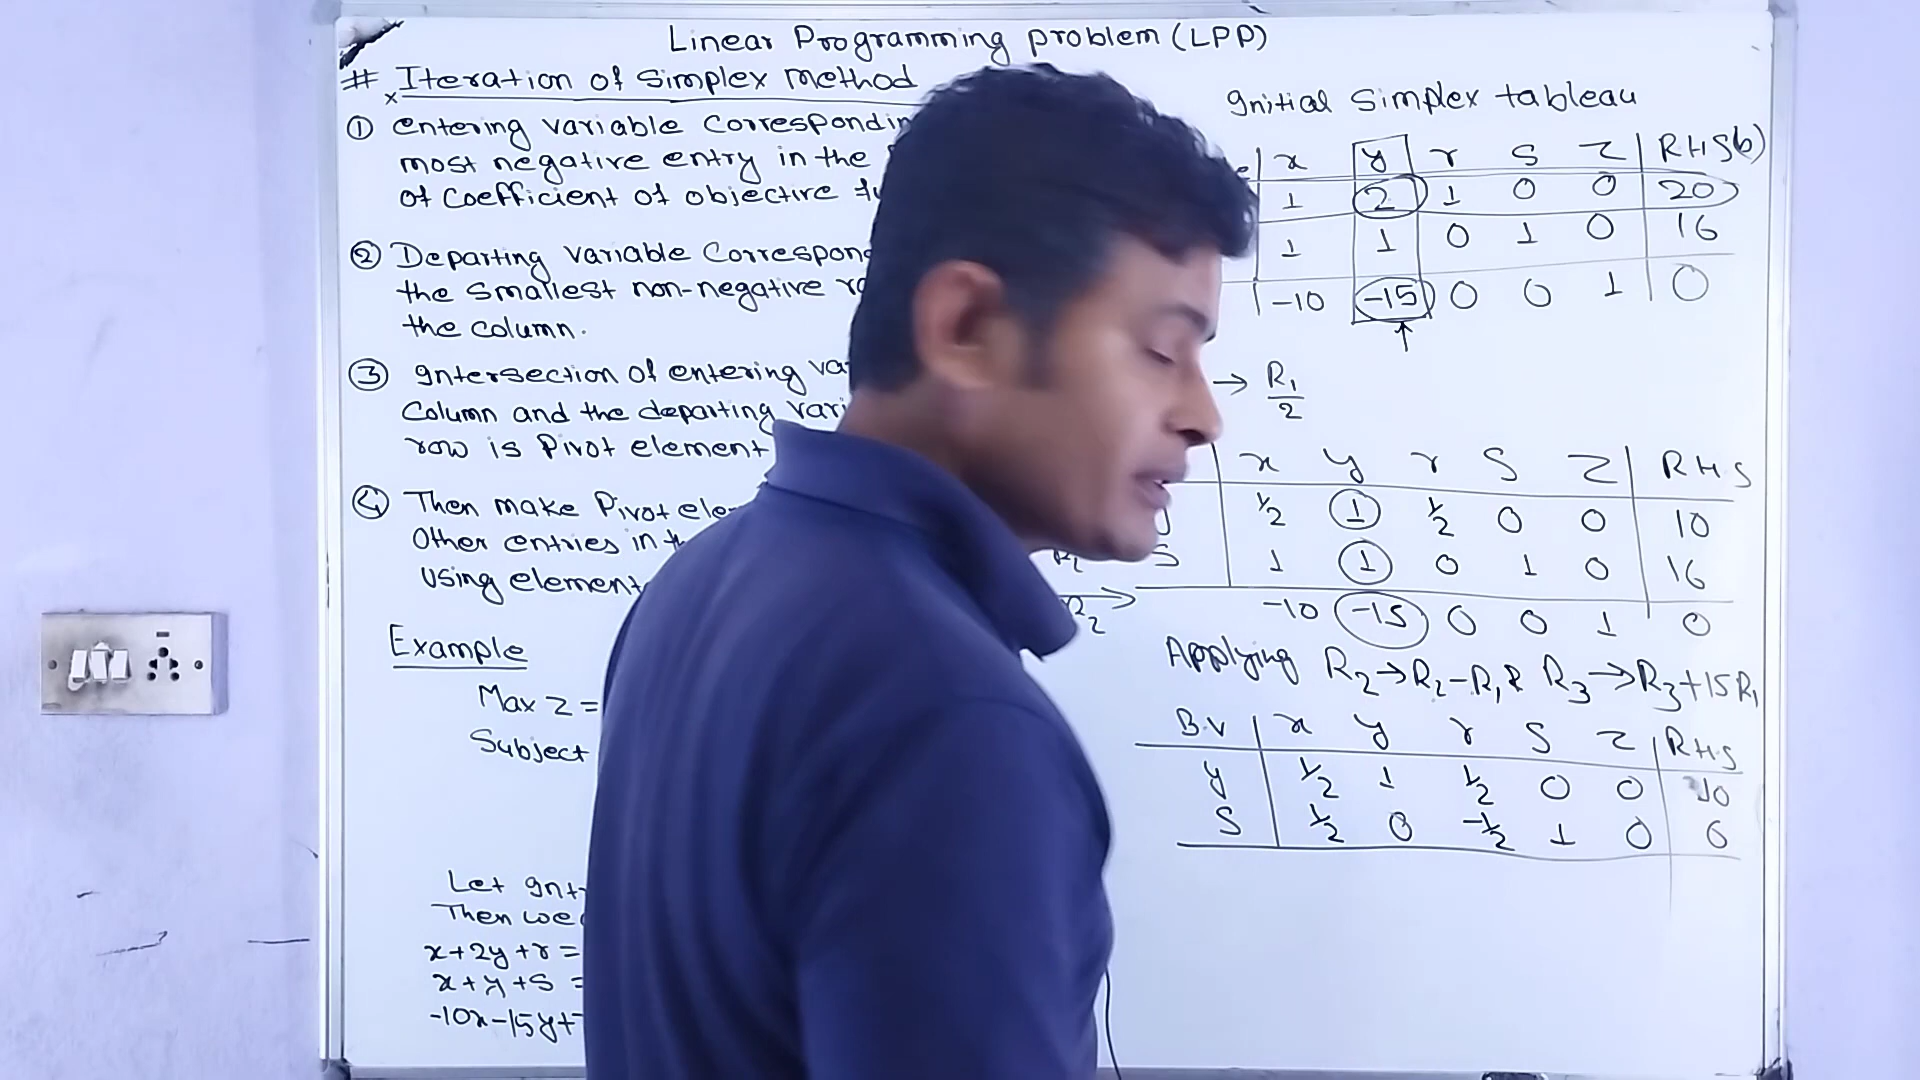 Linear Programming problem (LPP)
# Iteration of Simplex method
① entering variable Correspondin
most negative entry in the
of Coefficient of objective
② Departing variable Correspon
the smallest non-negative
the column.
③ Intersection of entering va
Column and the departing vari
row is Pivot element
④ Then make Pivot ele
Other entries in
using element
Example
Max Z =
Subject
Let Int
Then we
x+2y+r=
x+y+s =
-10x-15y+
Initial Simplex tableau
x y r S Z RHS(b)
1 2 1 0 0 20
1 1 0 1 0 16
-10 -15 0 0 1 0
→ R₁/2
x y r S Z RHS
½ 1 ½ 0 0 10
S 1 1 0 1 0 16
-10 -15 0 0 1 0
Applying R₂→R₂-R₁ & R₃→R₃+15R₁
B.V x y r S Z RHS
y ½ 1 ½ 0 0 10
S ½ 0 -½ 1 0 6